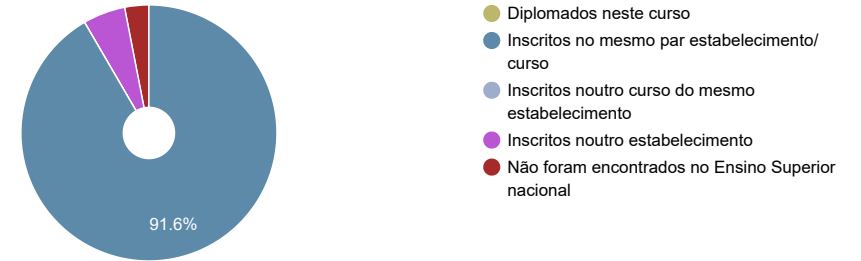 Diplomados neste curso
Inscritos no mesmo par estabelecimento/
curso
Inscritos noutro curso do mesmo
estabelecimento
Inscritos noutro estabelecimento
Não foram encontrados no Ensino Superior
nacional
91.6%